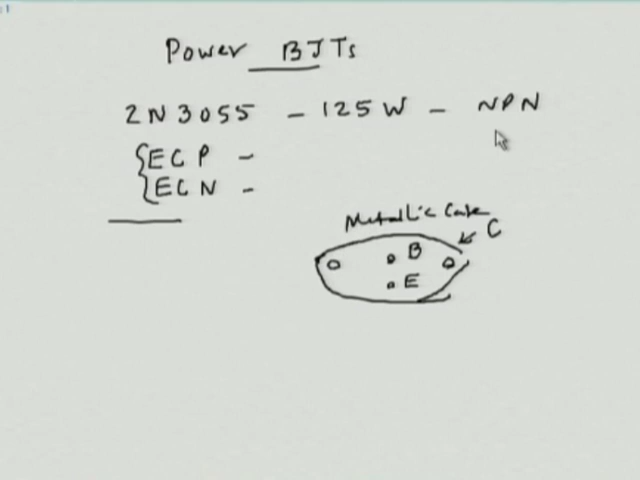 Power BJTs
2N3055 - 125W - NPN
ECP -
ECN -
Metallic Case
C
B
E